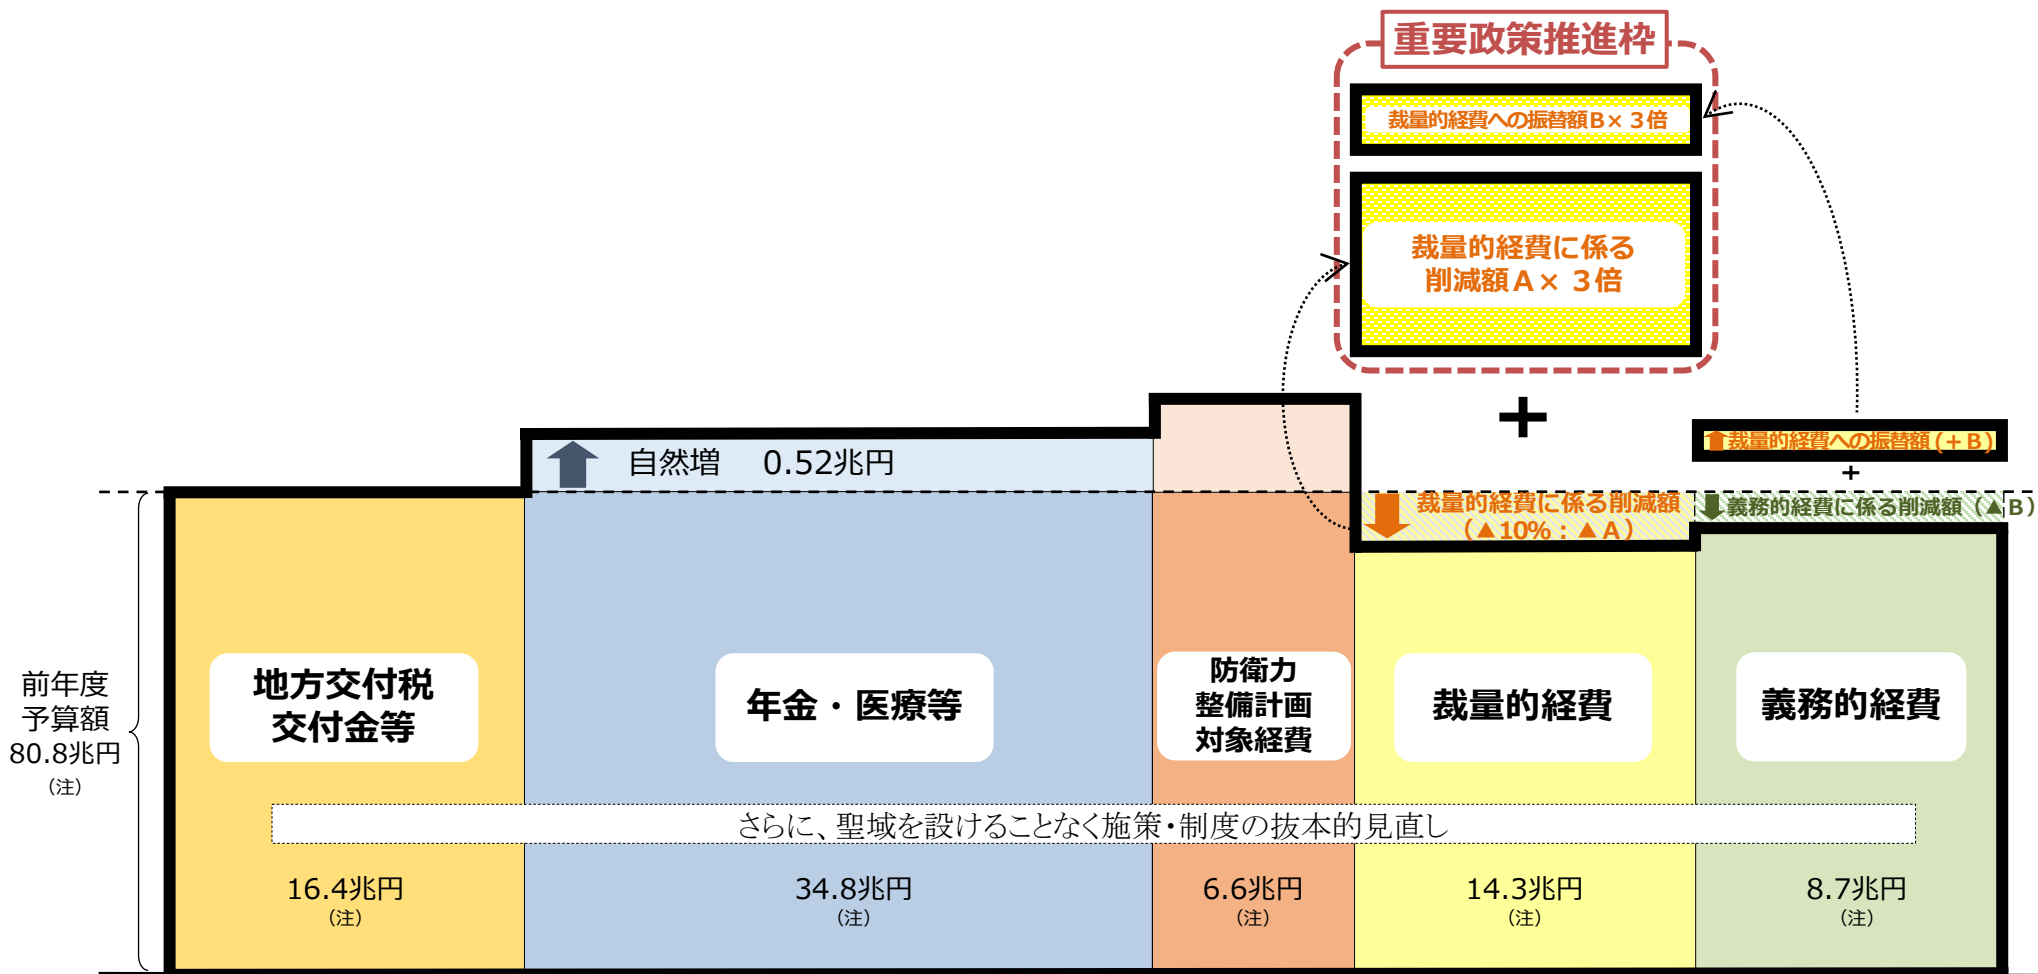 重要政策推進枠
裁量的経費への振替額B×３倍
裁量的経費に係る
削減額A×３倍
+
自然増　0.52兆円
裁量的経費への振替額(+B)
+
裁量的経費に係る削減額
（▲10%：▲A）
義務的経費に係る削減額（▲B）
前年度
予算額
80.8兆円
（注）
地方交付税
交付金等
年金・医療等
防衛力
整備計画
対象経費
裁量的経費
義務的経費
さらに、聖域を設けることなく施策・制度の抜本的見直し
16.4兆円
（注）
34.8兆円
（注）
6.6兆円
（注）
14.3兆円
（注）
8.7兆円
（注）